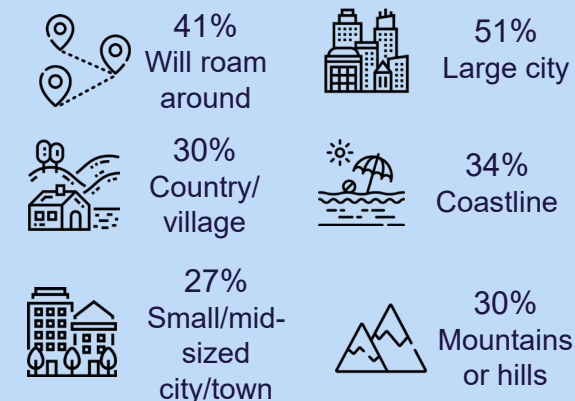 41%
Will roam
around
51%
Large city
30%
Country/
village
34%
Coastline
27%
Small/mid-
sized
city/town
30%
Mountains
or hills